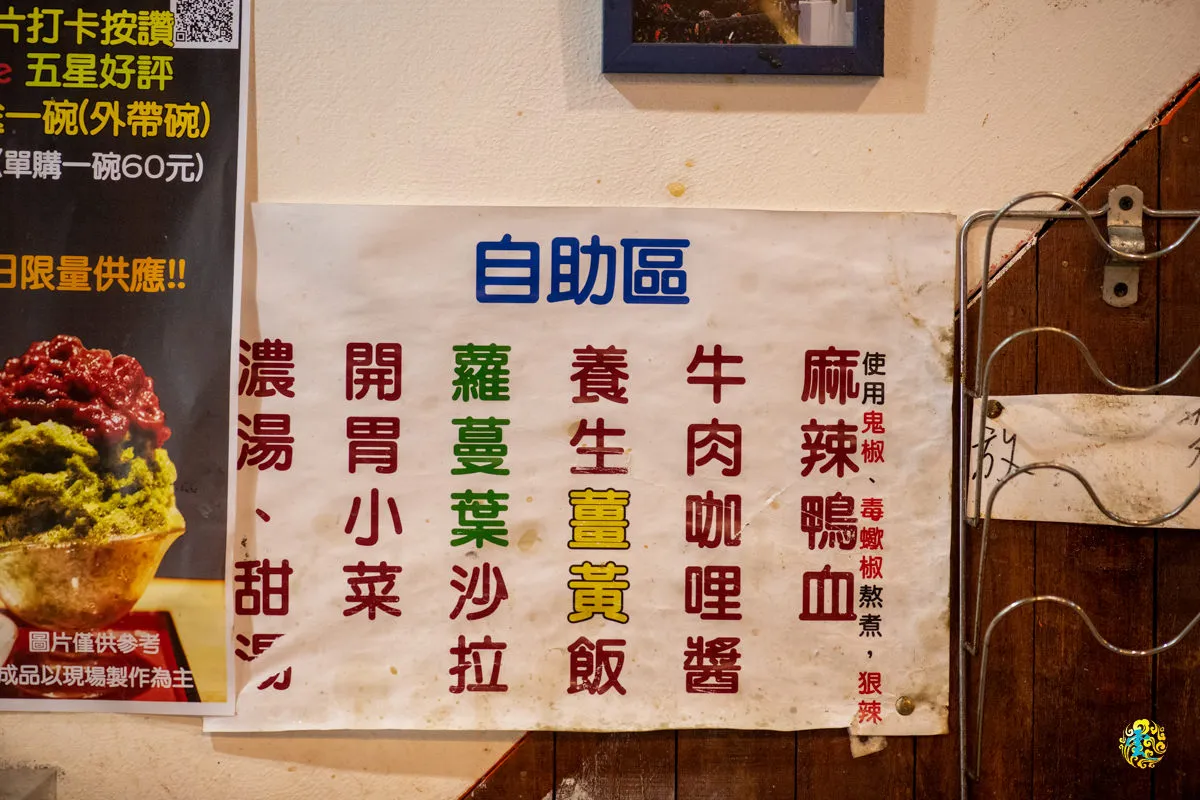 片打卡按讚
五星好評
一碗(外帶碗)
(單購一碗60元)
日限量供應!!
圖片僅供參考
成品以現場製作為主
自助區
使用鬼椒、毒蠍椒熬煮，狠辣
麻辣鴨血
牛肉咖哩醬
養生薑黃飯
蘿蔓葉沙拉
開胃小菜
濃湯、甜湯
放